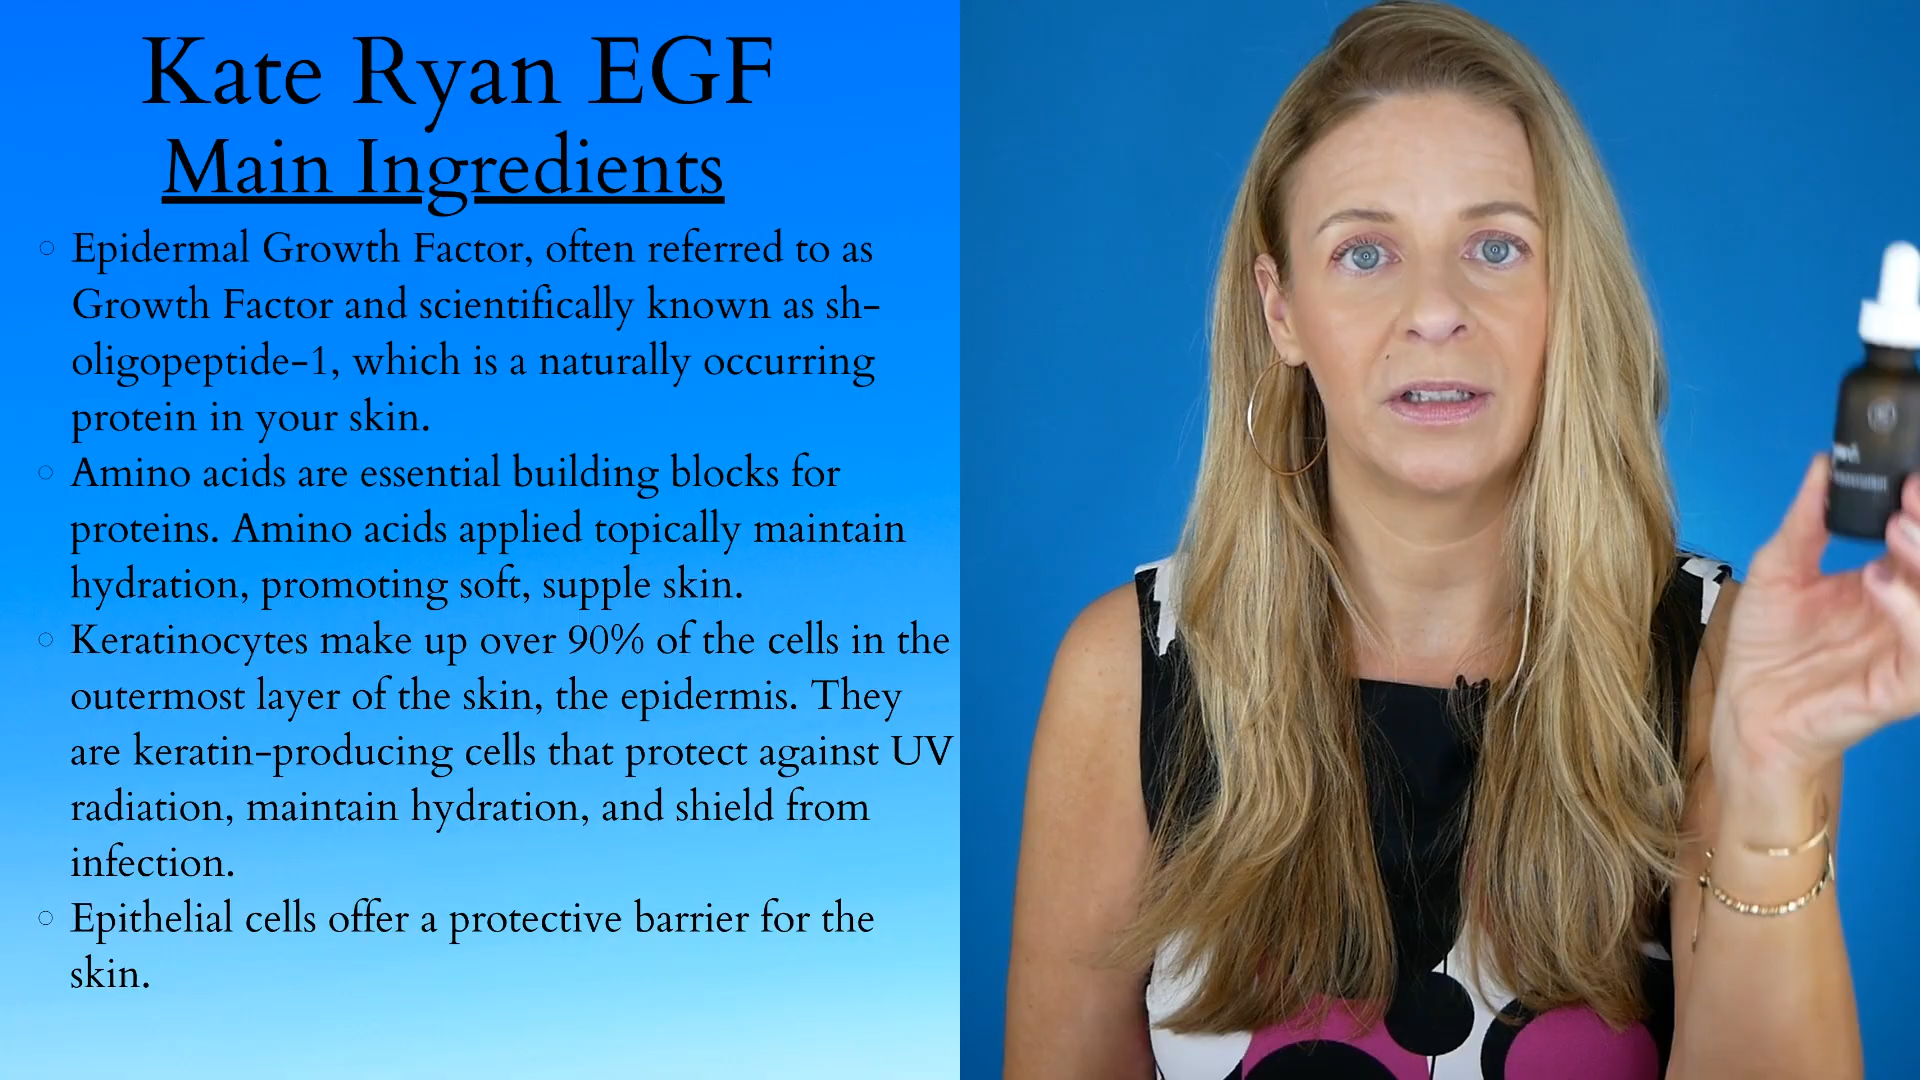 Kate Ryan EGF
Main Ingredients
Epidermal Growth Factor, often referred to as
Growth Factor and scientifically known as sh-
oligopeptide-1, which is a naturally occurring
protein in your skin.
Amino acids are essential building blocks for
proteins. Amino acids applied topically maintain
hydration, promoting soft, supple skin.
Keratinocytes make up over 90% of the cells in the
outermost layer of the skin, the epidermis. They
are keratin-producing cells that protect against UV
radiation, maintain hydration, and shield from
infection.
Epithelial cells offer a protective barrier for the
skin.